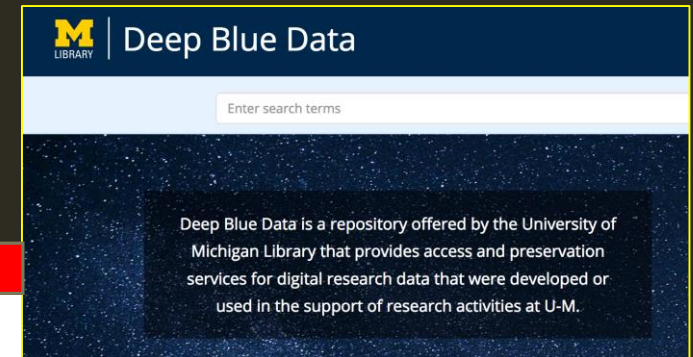 M
LIBRARY
Deep Blue Data
Enter search terms
Deep Blue Data is a repository offered by the University of
Michigan Library that provides access and preservation
services for digital research data that were developed or
used in the support of research activities at U-M.